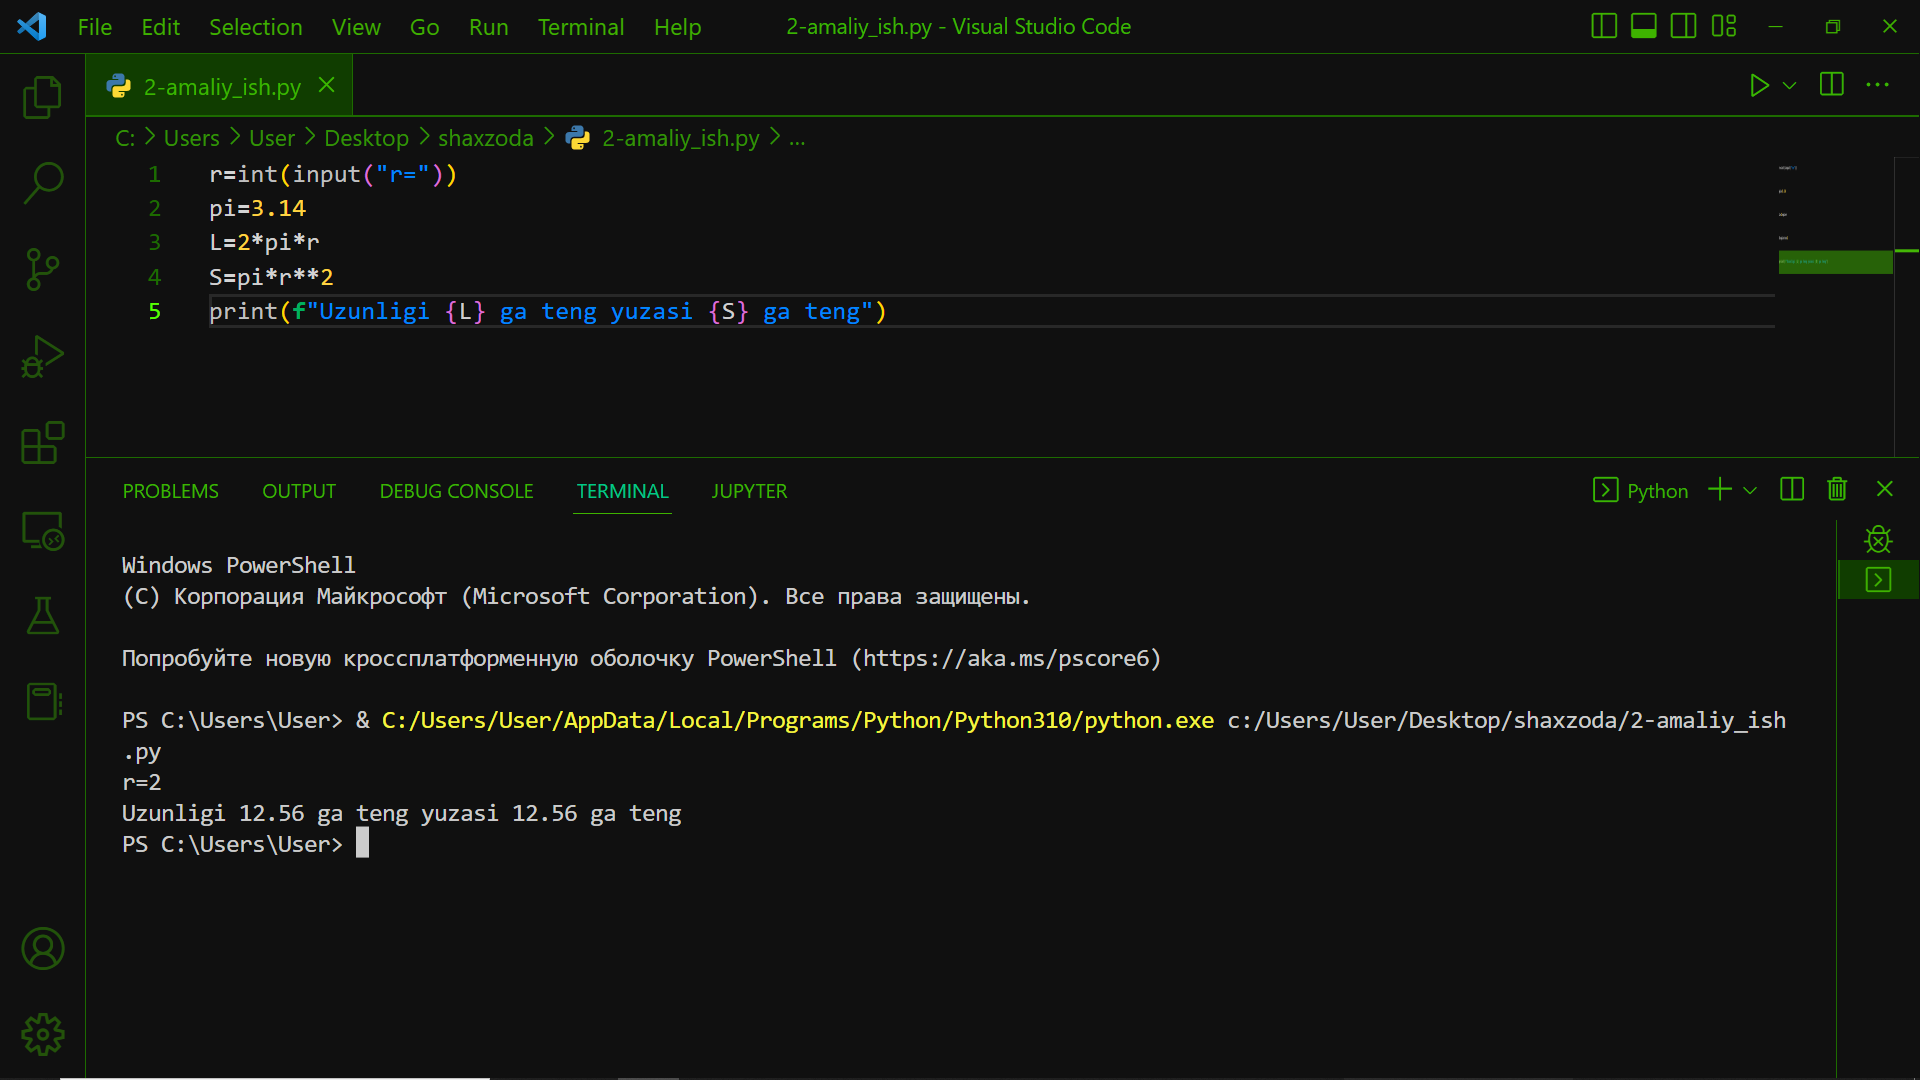 File Edit Selection View Go Run Terminal Help 2-amaliy_ish.py - Visual Studio Code
2-amaliy_ish.py
C: > Users > User > Desktop > shaxzoda > 2-amaliy_ish.py > ...
1 r=int(input("r="))
2 pi=3.14
3 L=2*pi*r
4 S=pi*r**2
5 print(f"Uzunligi {L} ga teng yuzasi {S} ga teng")
PROBLEMS OUTPUT DEBUG CONSOLE TERMINAL JUPYTER Python
Windows PowerShell
(C) Корпорация Майкрософт (Microsoft Corporation). Все права защищены.
Попробуйте новую кроссплатформенную оболочку PowerShell (https://aka.ms/pscore6)
PS C:\Users\User> & C:/Users/User/AppData/Local/Programs/Python/Python310/python.exe c:/Users/User/Desktop/shaxzoda/2-amaliy_ish
.py
r=2
Uzunligi 12.56 ga teng yuzasi 12.56 ga teng
PS C:\Users\User>